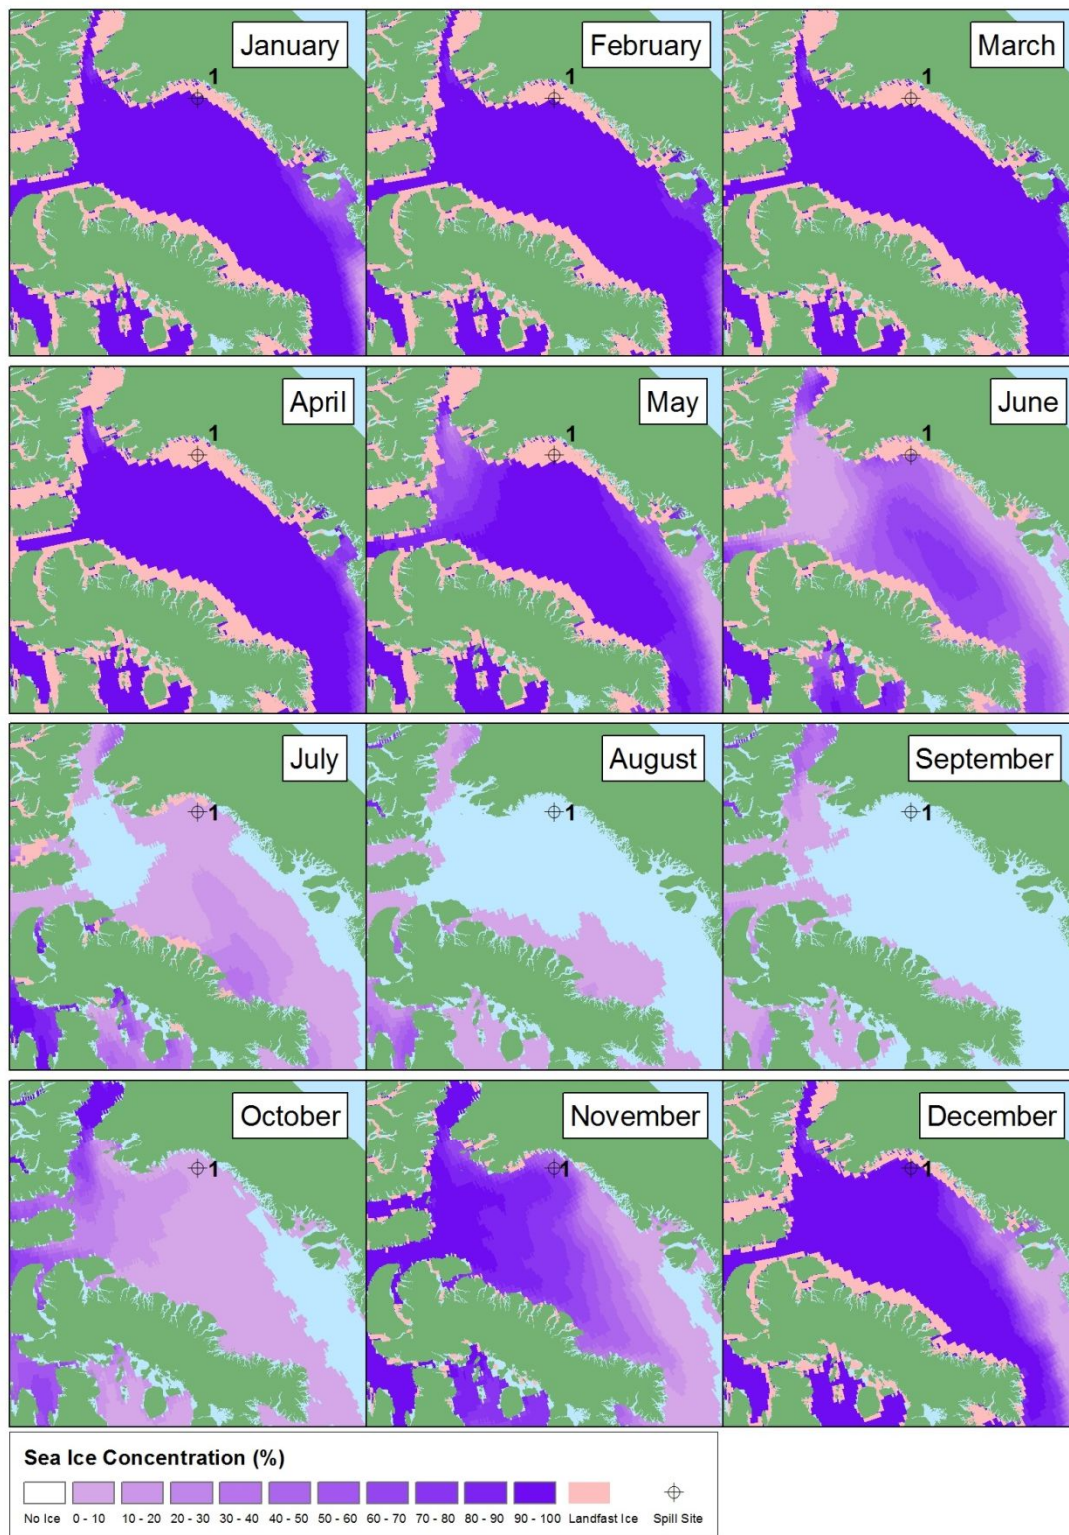 January
1
February
1
March
1
April
1
May
1
June
1
July
1
August
1
September
1
October
1
November
1
December
1
Sea Ice Concentration (%)
No Ice 0 - 10 10 - 20 20 - 30 30 - 40 40 - 50 50 - 60 60 - 70 70 - 80 80 - 90 90 - 100 Landfast Ice Spill Site